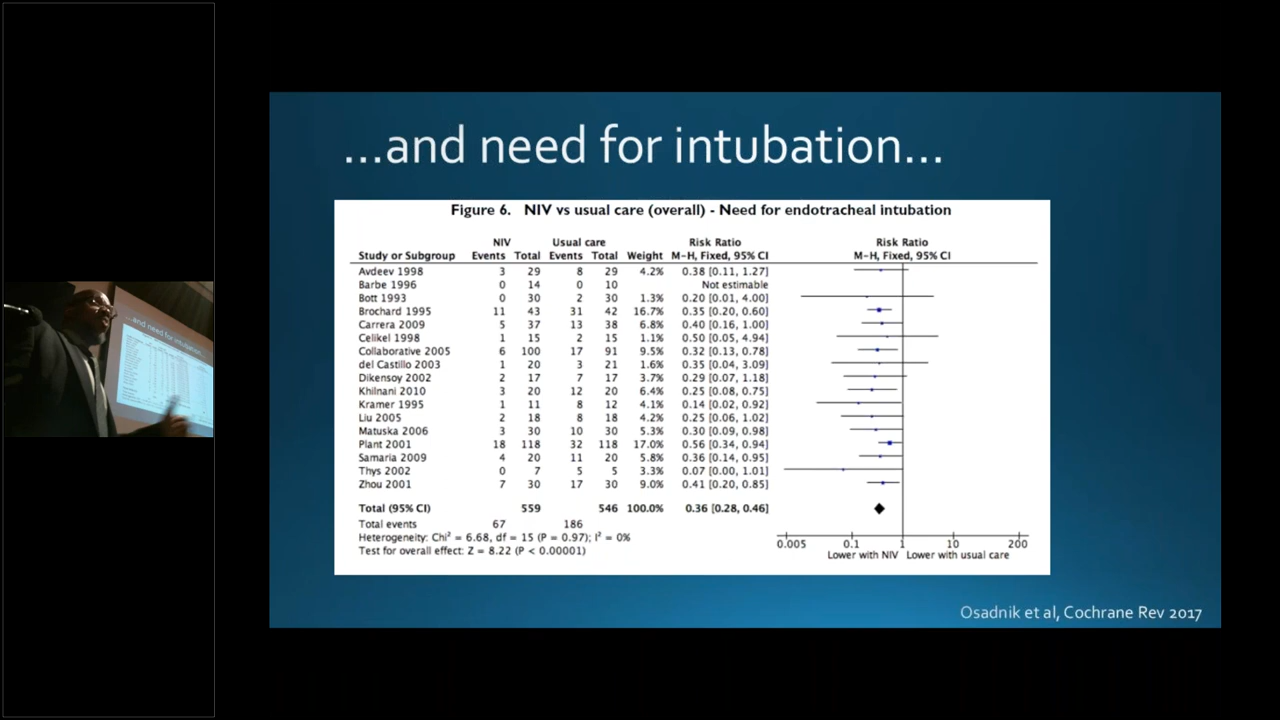 ...and need for intubation...
Figure 6. NIV vs usual care (overall) - Need for endotracheal intubation
NIV Usual care Risk Ratio Risk Ratio
Study or Subgroup Events Total Events Total Weight M-H, Fixed, 95% CI M-H, Fixed, 95% CI
Avdeev 1998 3 29 8 29 4.2% 0.38 [0.11, 1.27]
Barbe 1996 0 14 0 10 Not estimable
Bott 1993 0 30 2 30 1.3% 0.20 [0.01, 4.00]
Brochard 1995 11 43 31 42 16.7% 0.35 [0.20, 0.60]
Carrera 2009 5 37 13 38 6.8% 0.40 [0.16, 1.00]
Celikel 1998 1 15 2 15 1.1% 0.50 [0.05, 4.94]
Collaborative 2005 6 100 17 91 9.5% 0.32 [0.13, 0.78]
del Castillo 2003 1 20 3 21 1.6% 0.35 [0.04, 3.09]
Dikensoy 2002 2 17 7 17 3.7% 0.29 [0.07, 1.18]
Khilnani 2010 3 20 12 20 6.4% 0.25 [0.08, 0.75]
Kramer 1995 1 11 8 12 4.1% 0.14 [0.02, 0.92]
Liu 2005 2 18 8 18 4.2% 0.25 [0.06, 1.02]
Matuska 2006 3 30 10 30 5.3% 0.30 [0.09, 0.98]
Plant 2001 18 118 32 118 17.0% 0.56 [0.34, 0.94]
Samaria 2009 4 20 11 20 5.8% 0.36 [0.14, 0.95]
Thys 2002 0 7 5 5 3.3% 0.07 [0.00, 1.01]
Zhou 2001 7 30 17 30 9.0% 0.41 [0.20, 0.85]
Total (95% CI) 559 546 100.0% 0.36 [0.28, 0.46]
Total events 67 186
Heterogeneity: Chi² = 6.68, df = 15 (P = 0.97); I² = 0%
Test for overall effect: Z = 8.22 (P < 0.00001)
0.005 0.1 1 10 200
Lower with NIV Lower with usual care
Osadnik et al, Cochrane Rev 2017
...and need for intubation...